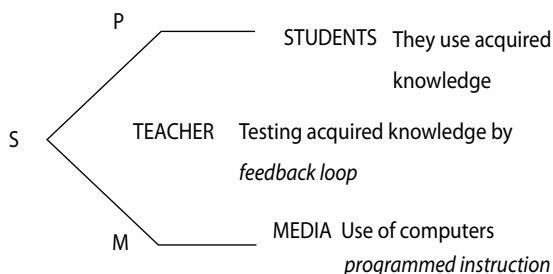 P
STUDENTS They use acquired
knowledge
S
TEACHER Testing acquired knowledge by
feedback loop
M
MEDIA Use of computers
programmed instruction